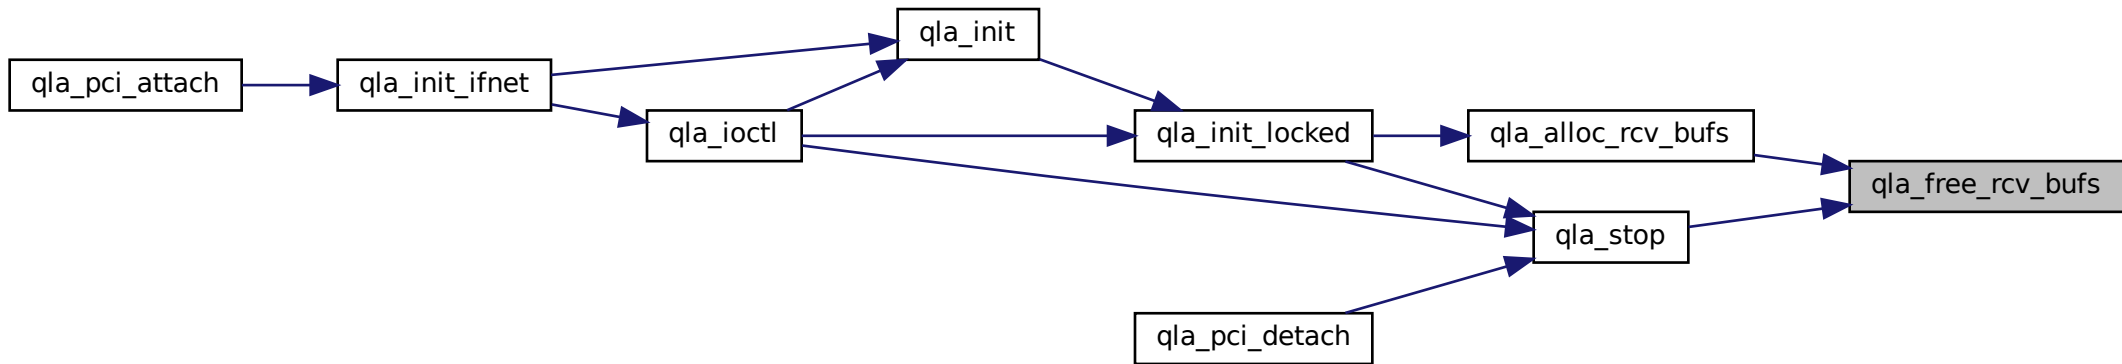 qla_init
qla_pci_attach
qla_init_ifnet
qla_ioctl
qla_init_locked
qla_alloc_rcv_bufs
qla_free_rcv_bufs
qla_stop
qla_pci_detach